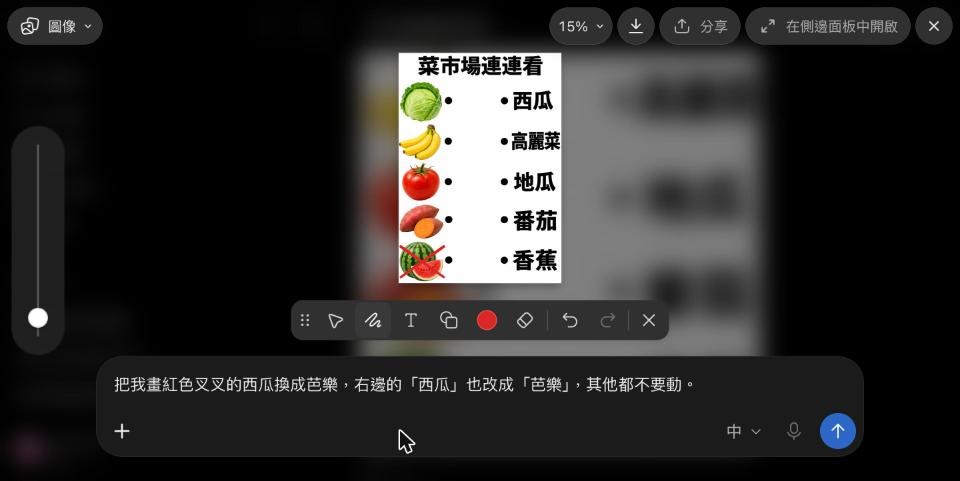 圖像
15%
分享
在側邊面板中開啟
菜市場連連看
西瓜
高麗菜
地瓜
番茄
香蕉
T
把我畫紅色叉叉的西瓜換成芭樂，右邊的「西瓜」也改成「芭樂」，其他都不要動。
中